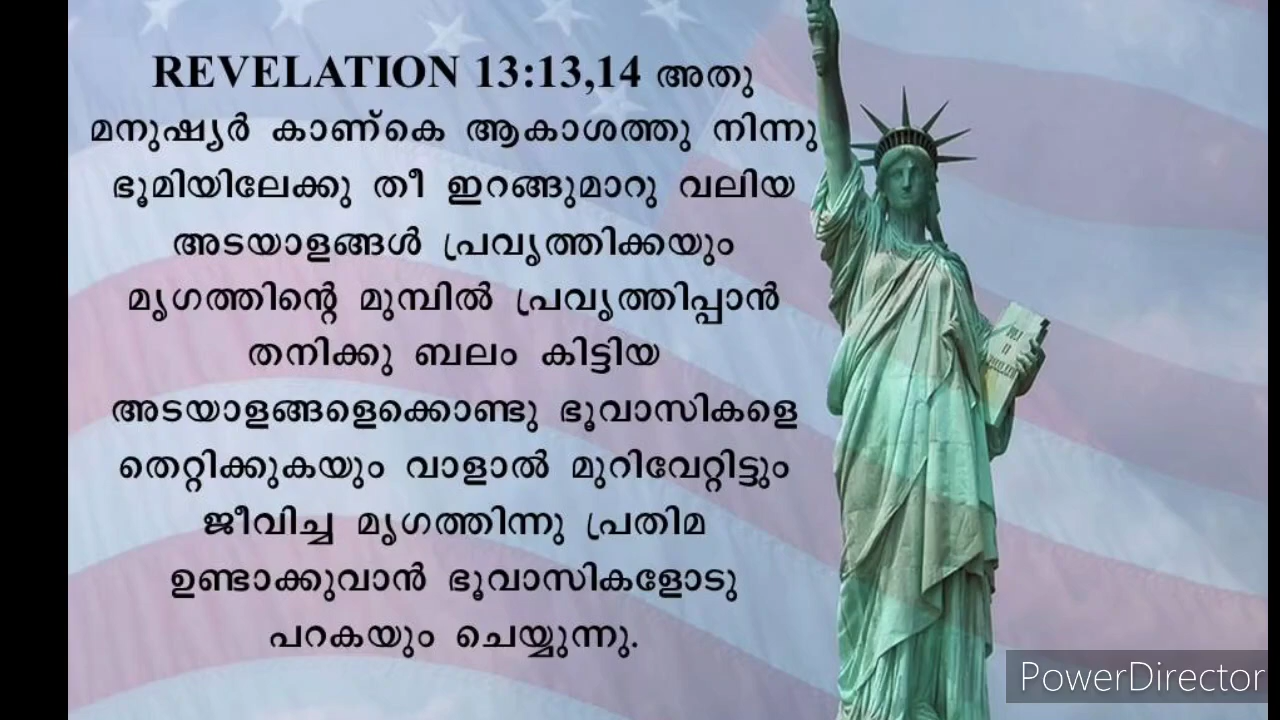 REVELATION 13:13,14 അതു
മനുഷ്യർ കാണ്കെ ആകാശത്തു നിന്നു
ഭൂമിയിലേക്കു തീ ഇറങ്ങുമാറു വലിയ
അടയാളങ്ങൾ പ്രവൃത്തിക്കയും
മൃഗത്തിന്റെ മുമ്പിൽ പ്രവൃത്തിപ്പാൻ
തനിക്കു ബലം കിട്ടിയ
അടയാളങ്ങളെക്കൊണ്ടു ഭൂവാസികളെ
തെറ്റിക്കുകയും വാളാൽ മുറിവേറ്റിട്ടും
ജീവിച്ച മൃഗത്തിന്നു പ്രതിമ
ഉണ്ടാക്കുവാൻ ഭൂവാസികളോടു
പറകയും ചെയ്യുന്നു.
PowerDirector